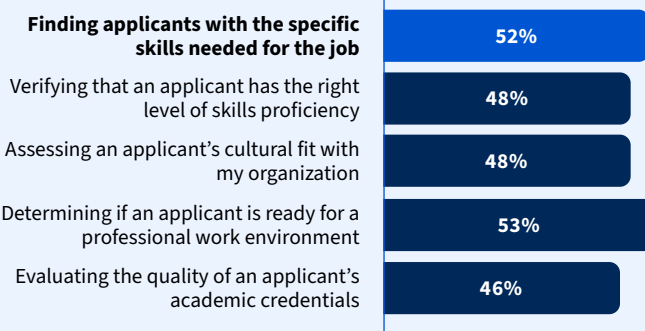 Finding applicants with the specific
skills needed for the job
52%
Verifying that an applicant has the right
level of skills proficiency
48%
Assessing an applicant’s cultural fit with
my organization
48%
Determining if an applicant is ready for a
professional work environment
53%
Evaluating the quality of an applicant’s
academic credentials
46%